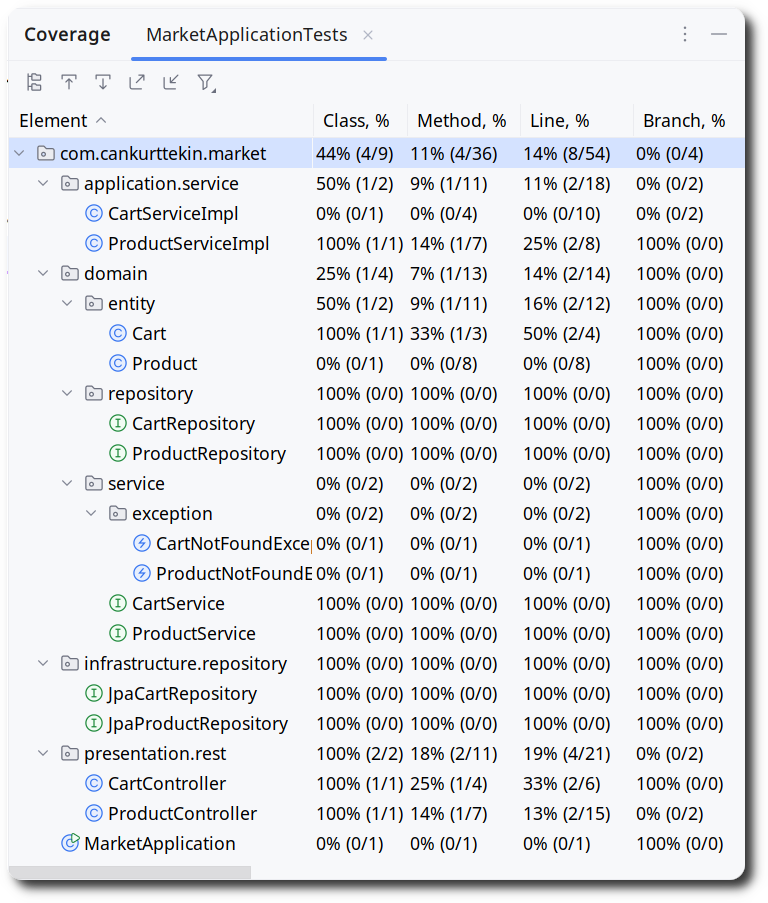 Coverage MarketApplicationTests
Element Class, % Method, % Line, % Branch, %
com.cankurttekin.market 44% (4/9) 11% (4/36) 14% (8/54) 0% (0/4)
application.service 50% (1/2) 9% (1/11) 11% (2/18) 0% (0/2)
CartServiceImpl 0% (0/1) 0% (0/4) 0% (0/10) 0% (0/2)
ProductServiceImpl 100% (1/1) 14% (1/7) 25% (2/8) 100% (0/0)
domain 25% (1/4) 7% (1/13) 14% (2/14) 100% (0/0)
entity 50% (1/2) 9% (1/11) 16% (2/12) 100% (0/0)
Cart 100% (1/1) 33% (1/3) 50% (2/4) 100% (0/0)
Product 0% (0/1) 0% (0/8) 0% (0/8) 100% (0/0)
repository 100% (0/0) 100% (0/0) 100% (0/0) 100% (0/0)
CartRepository 100% (0/0) 100% (0/0) 100% (0/0) 100% (0/0)
ProductRepository 100% (0/0) 100% (0/0) 100% (0/0) 100% (0/0)
service 0% (0/2) 0% (0/2) 0% (0/2) 100% (0/0)
exception 0% (0/2) 0% (0/2) 0% (0/2) 100% (0/0)
CartNotFoundExce 0% (0/1) 0% (0/1) 0% (0/1) 100% (0/0)
ProductNotFoundE 0% (0/1) 0% (0/1) 0% (0/1) 100% (0/0)
CartService 100% (0/0) 100% (0/0) 100% (0/0) 100% (0/0)
ProductService 100% (0/0) 100% (0/0) 100% (0/0) 100% (0/0)
infrastructure.repository 100% (0/0) 100% (0/0) 100% (0/0) 100% (0/0)
JpaCartRepository 100% (0/0) 100% (0/0) 100% (0/0) 100% (0/0)
JpaProductRepository 100% (0/0) 100% (0/0) 100% (0/0) 100% (0/0)
presentation.rest 100% (2/2) 18% (2/11) 19% (4/21) 0% (0/2)
CartController 100% (1/1) 25% (1/4) 33% (2/6) 100% (0/0)
ProductController 100% (1/1) 14% (1/7) 13% (2/15) 0% (0/2)
MarketApplication 0% (0/1) 0% (0/1) 0% (0/1) 100% (0/0)